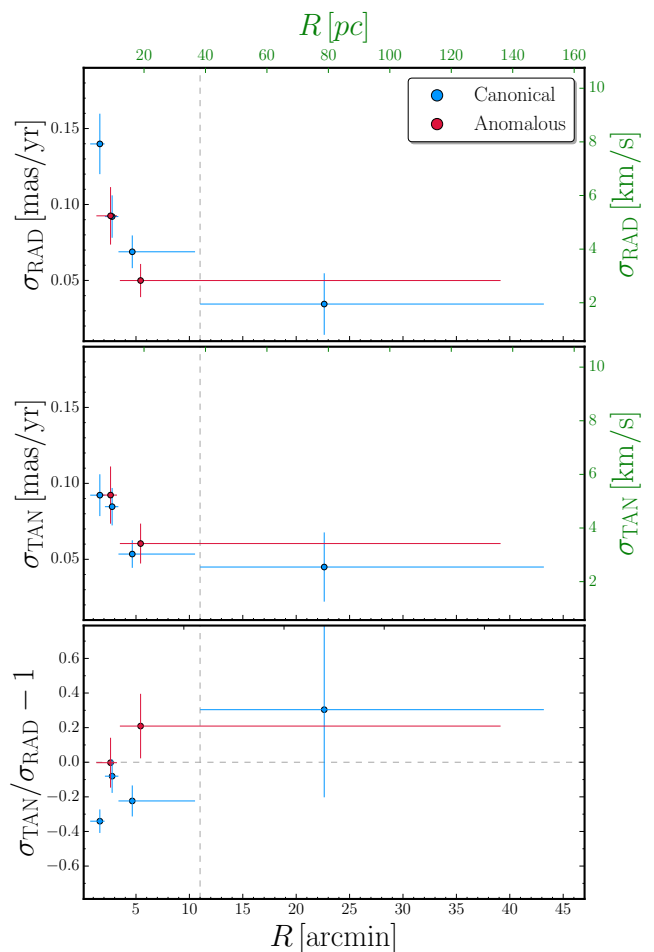 R [pc]
20 40 60 80 100 120 140 160
0.15
0.10
0.05
σRAD [mas/yr]
Canonical
Anomalous
10
8
6
4
2
σRAD [km/s]
0.15
0.10
0.05
σTAN [mas/yr]
10
8
6
4
2
σTAN [km/s]
0.6
0.4
0.2
0.0
−0.2
−0.4
−0.6
σTAN/σRAD − 1
5 10 15 20 25 30 35 40 45
R [arcmin]